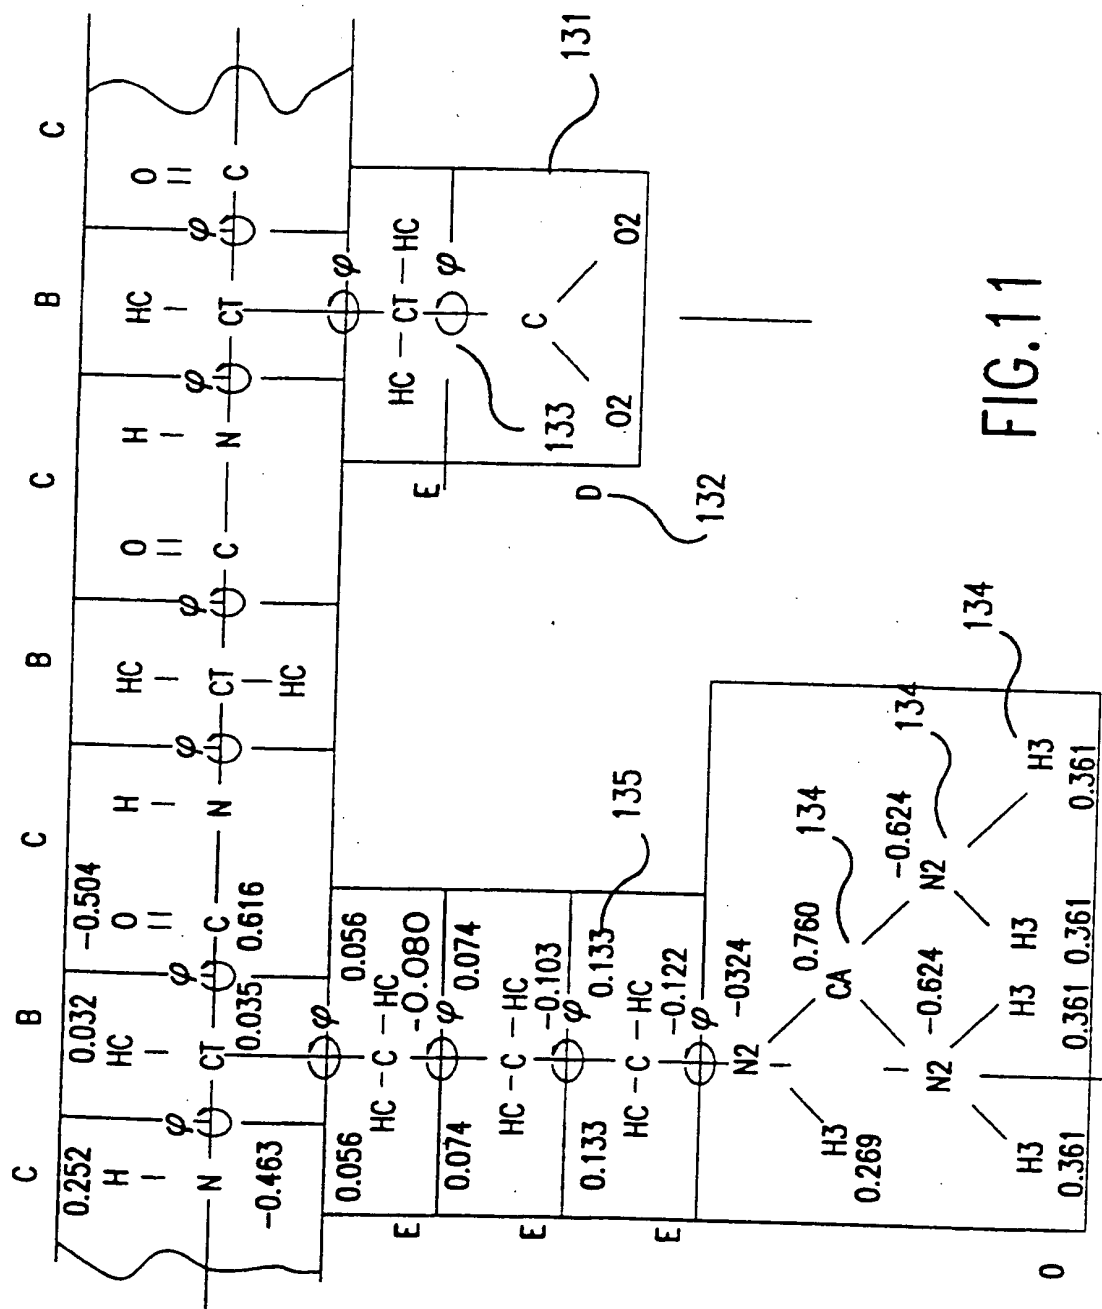 C B C B C B C
0.252 0.032 -0.504
H HC O H HC O H HC O
φ φ φ φ φ φ
N CT C N CT C N CT C
-0.463 0.035 0.616 HC
φ φ
0.056 0.056
HC C HC HC CT HC
E -0.080 E
φ φ
0.074 0.074 133 131
HC C HC C
E -0.103 D O2 O2
φ 132
0.133 0.133 135
HC C HC
E -0.122
φ
-0324
N2 0.760 134 134 134
H3 CA -0.624
0.269 -0.624 N2
N2
H3 H3 H3 H3
0.361 0.361 0.361 0.361
O
FIG.11